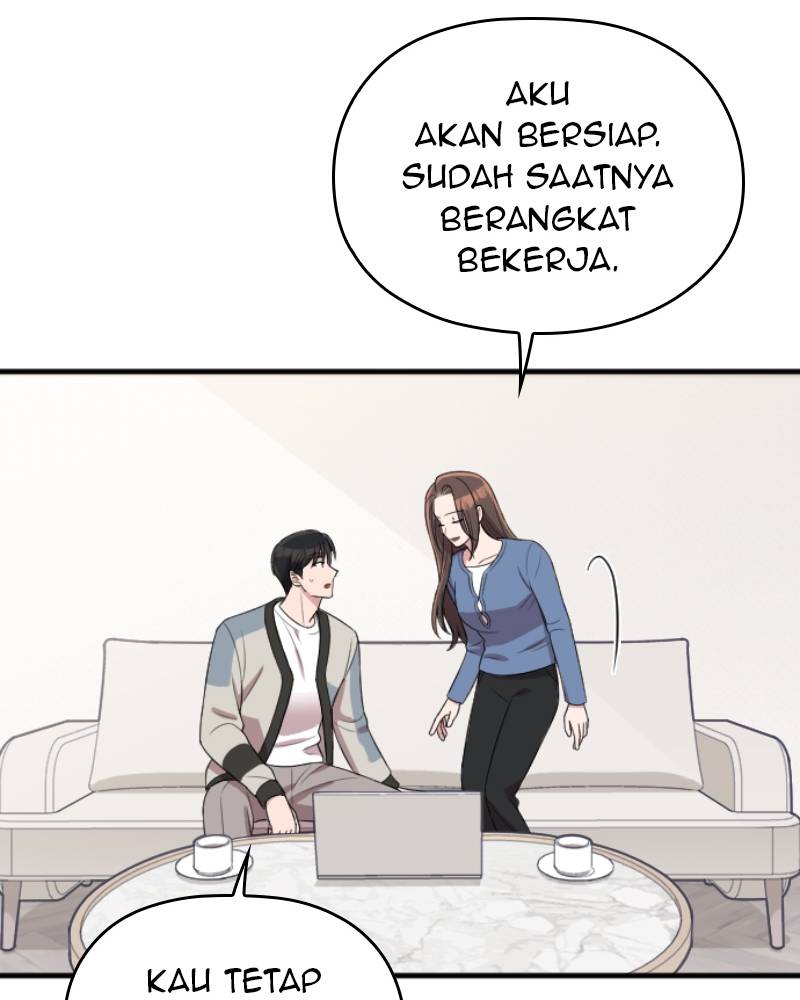 AKU
AKAN BERSIAP.
SUDAH SAATNYA
BERANGKAT
BEKERJA.
KAU TETAP